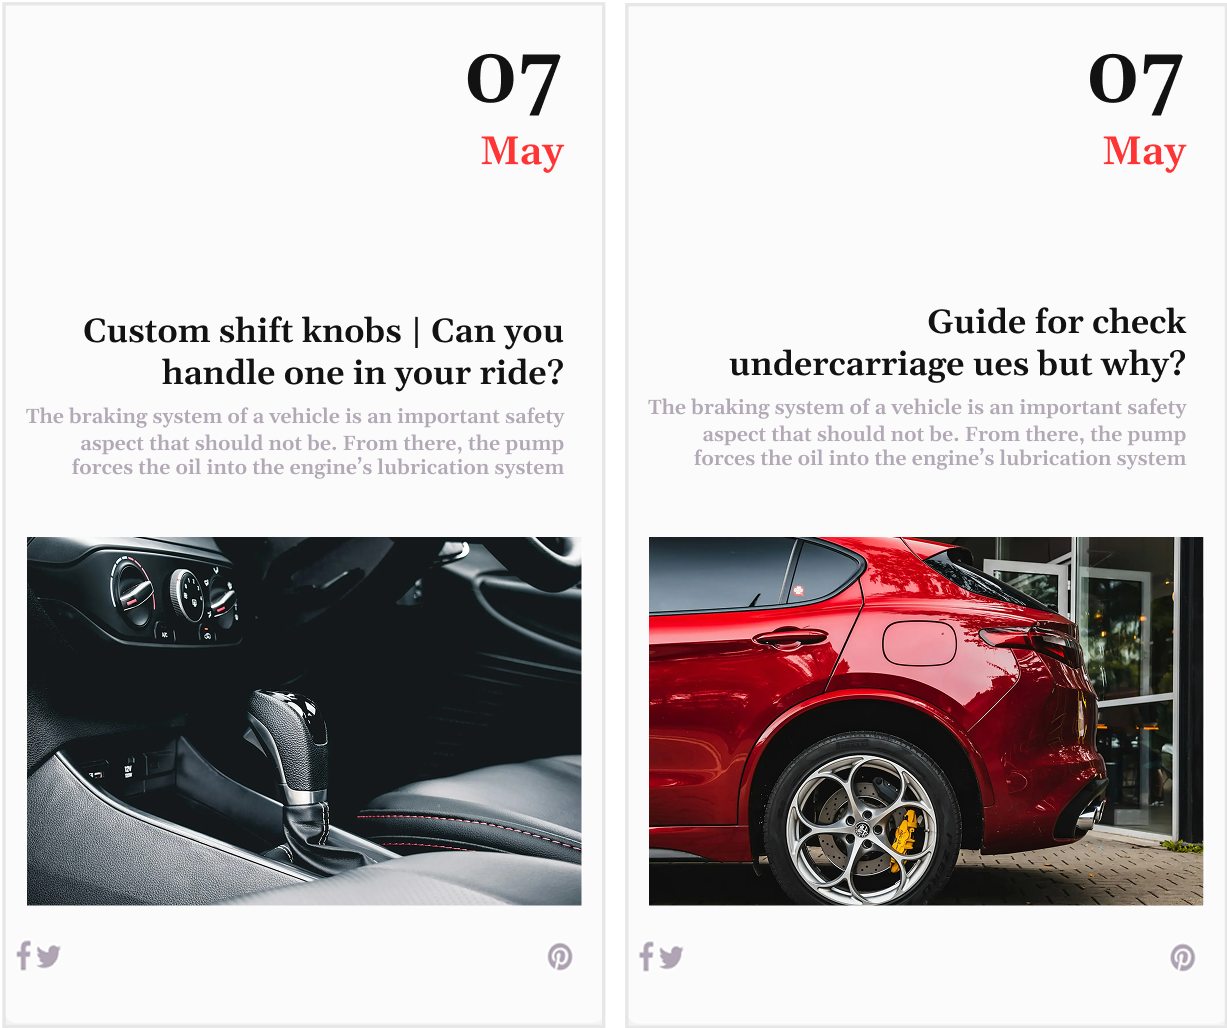 07
May
Custom shift knobs | Can you
handle one in your ride?
The braking system of a vehicle is an important safety
aspect that should not be. From there, the pump
forces the oil into the engine’s lubrication system
07
May
Guide for check
undercarriage ues but why?
The braking system of a vehicle is an important safety
aspect that should not be. From there, the pump
forces the oil into the engine’s lubrication system